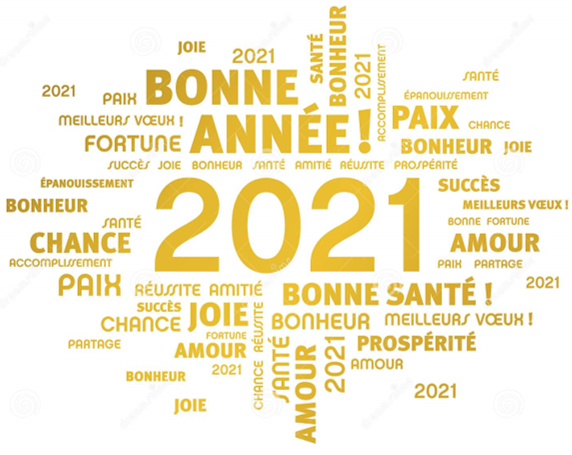 JOIE
2021
SANTÉ
BONHEUR
2021
ACCOMPLISSEMENT
SANTÉ
2021
PAIX
BONNE
ÉPANOUISSEMENT
MEILLEURS VŒUX !
ANNÉE !
PAIX
CHANCE
FORTUNE
BONHEUR
JOIE
SUCCÈS JOIE BONHEUR SANTÉ AMITIÉ RÉUSSITE PROSPÉRITÉ
ÉPANOUISSEMENT
2021
SUCCÈS
BONHEUR
MEILLEURS VŒUX !
SANTÉ
BONNE FORTUNE
CHANCE
AMOUR
ACCOMPLISSEMENT
PAIX PARTAGE
PAIX
RÉUSSITE AMITIÉ
BONNE SANTÉ !
2021
SUCCÈS
JOIE
CHANCE
BONHEUR
MEILLEURS VŒUX !
FORTUNE
PARTAGE
AMOUR
CHANCE RÉUSSITE
SANTÉ
AMOUR
2021
PROSPÉRITÉ
2021
AMOUR
BONHEUR
2021
JOIE